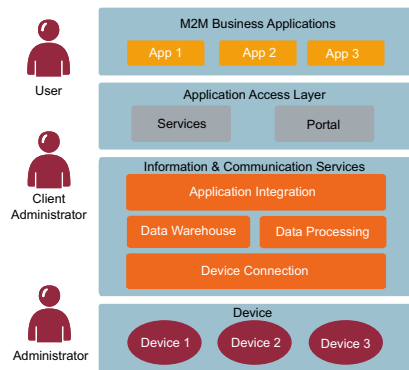 M2M Business Applications
App 1
App 2
App 3
User
Application Access Layer
Services
Portal
Client
Administrator
Information & Communication Services
Application Integration
Data Warehouse
Data Processing
Device Connection
Administrator
Device
Device 1
Device 2
Device 3